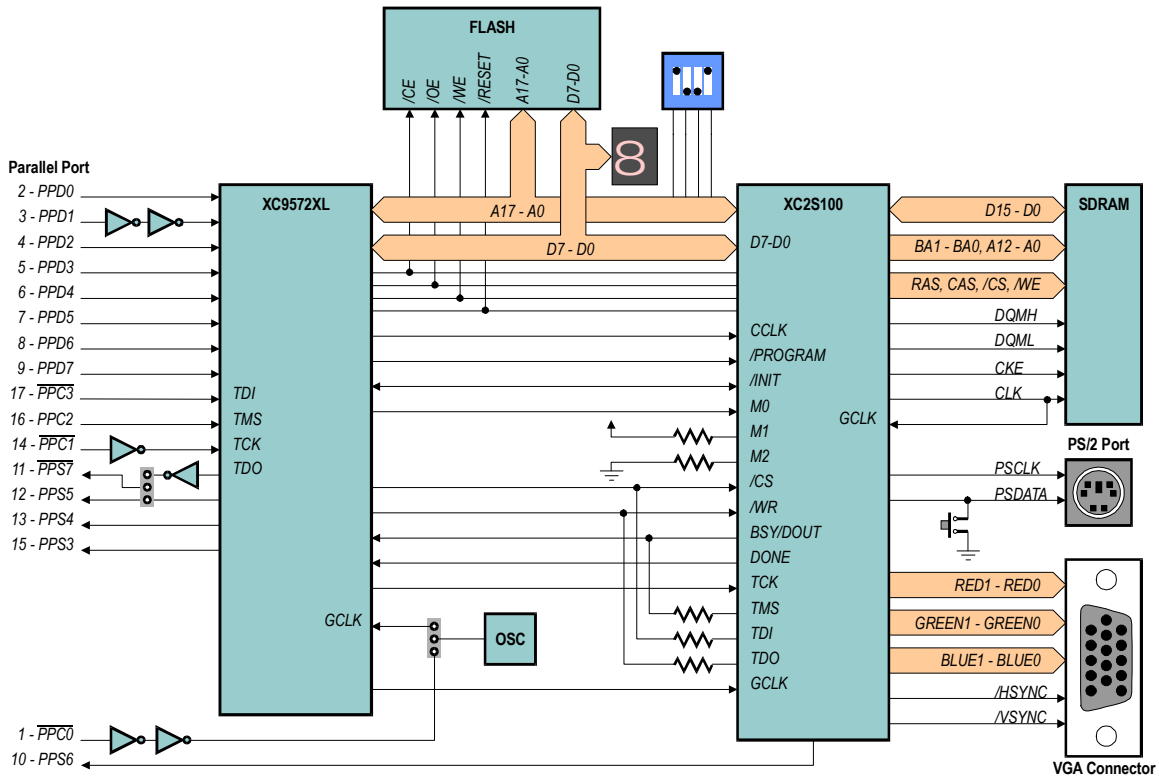 FLASH
/CE
/OE
/WE
/RESET
A17-A0
D7-D0
8
Parallel Port
2 - PPD0
3 - PPD1
4 - PPD2
5 - PPD3
6 - PPD4
7 - PPD5
8 - PPD6
9 - PPD7
17 - PPC3
16 - PPC2
14 - PPC1
11 - PPS7
12 - PPS5
13 - PPS4
15 - PPS3
1 - PPC0
10 - PPS6
XC9572XL
TDI
TMS
TCK
TDO
GCLK
A17 - A0
D7 - D0
OSC
XC2S100
D7-D0
CCLK
/PROGRAM
/INIT
M0
M1
M2
/CS
/WR
BSY/DOUT
DONE
TCK
TMS
TDI
TDO
GCLK
GCLK
SDRAM
D15 - D0
BA1 - BA0, A12 - A0
RAS, CAS, /CS, /WE
DQMH
DQML
CKE
CLK
PS/2 Port
PSCLK
PSDATA
RED1 - RED0
GREEN1 - GREEN0
BLUE1 - BLUE0
/HSYNC
/VSYNC
VGA Connector